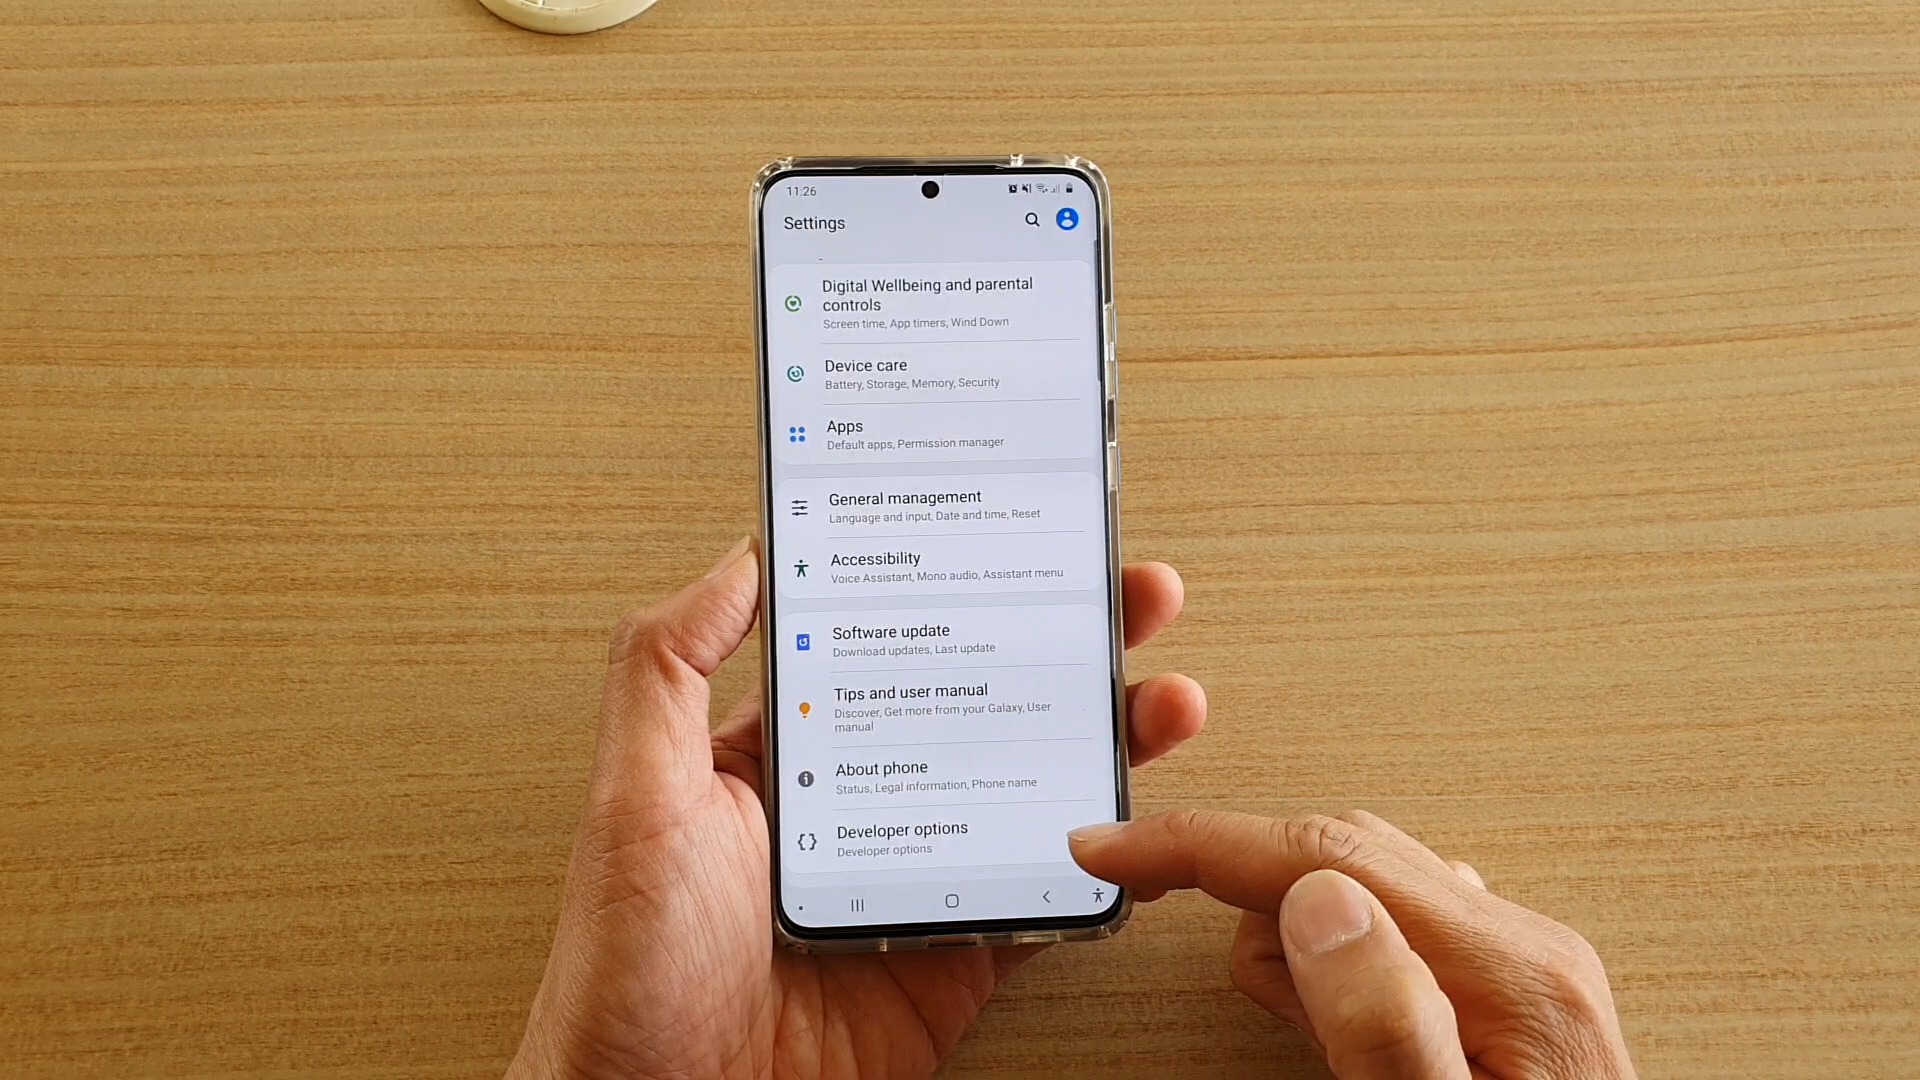 11:26
Settings
Digital Wellbeing and parental
controls
Screen time, App timers, Wind Down
Device care
Battery, Storage, Memory, Security
Apps
Default apps, Permission manager
General management
Language and input, Date and time, Reset
Accessibility
Voice Assistant, Mono audio, Assistant menu
Software update
Download updates, Last update
Tips and user manual
Discover, Get more from your Galaxy, User
manual
About phone
Status, Legal information, Phone name
Developer options
Developer options